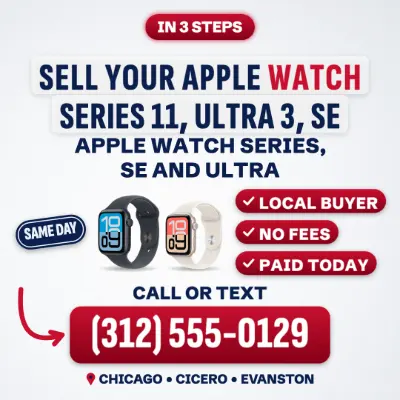 IN 3 STEPS
SELL YOUR APPLE WATCH
SERIES 11, ULTRA 3, SE
APPLE WATCH SERIES,
SE AND ULTRA
SAME DAY
LOCAL BUYER
NO FEES
PAID TODAY
CALL OR TEXT
(312) 555-0129
CHICAGO • CICERO • EVANSTON